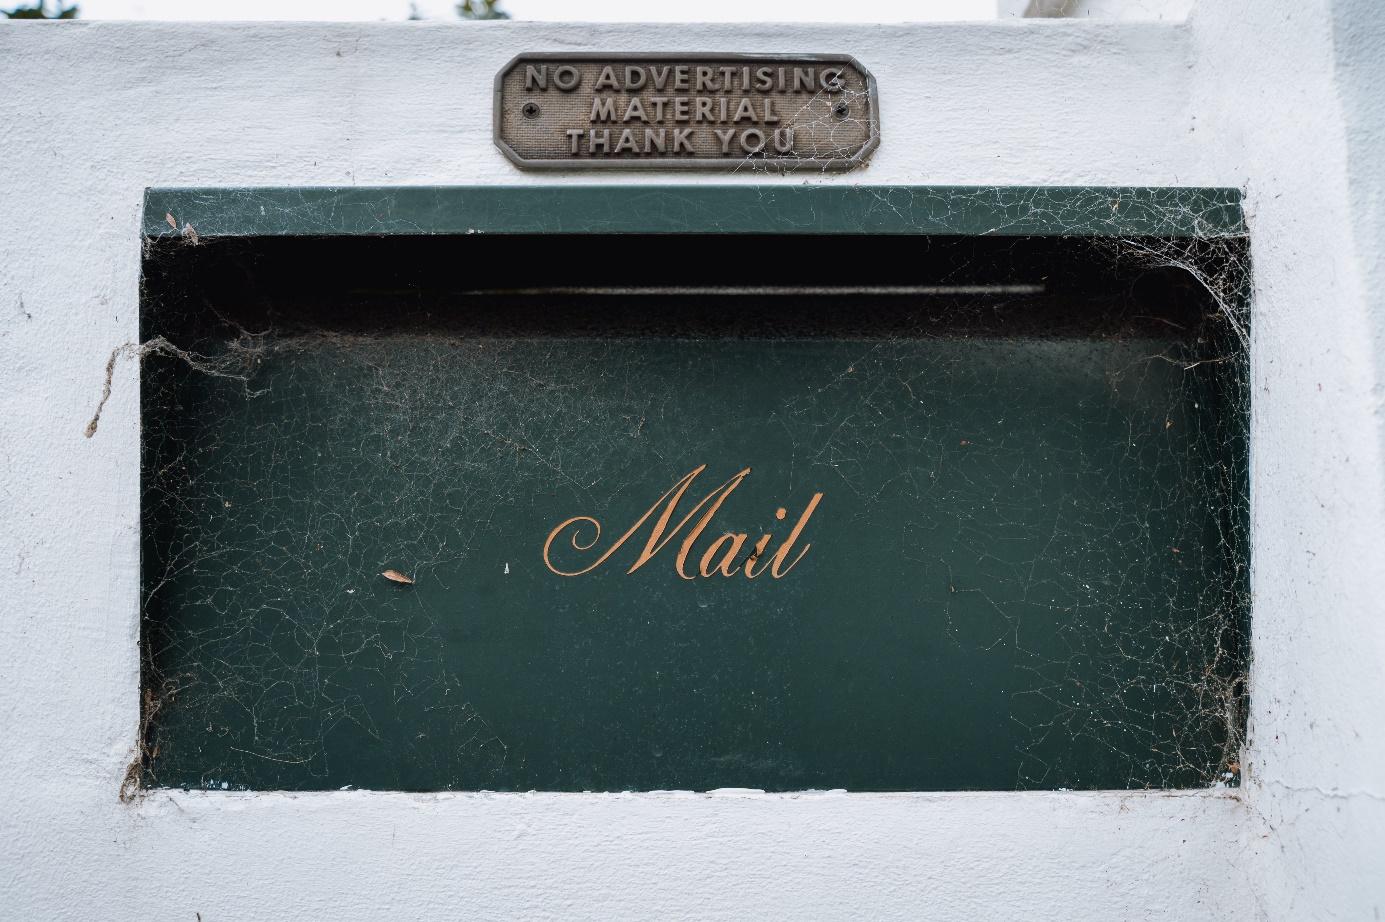 NO ADVERTISING
MATERIAL
THANK YOU
Mail